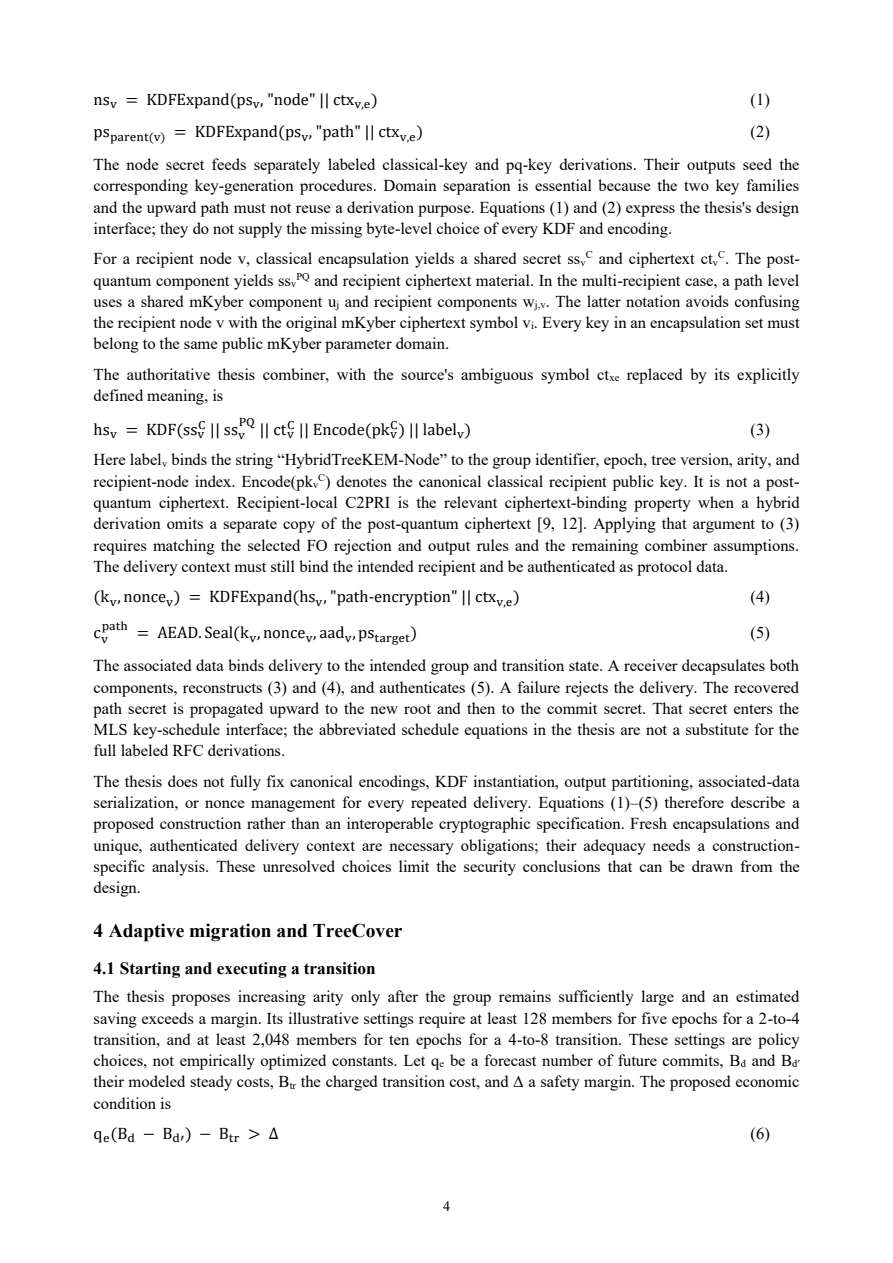 ns_v = KDFExpand(ps_v, "node" || ctx_v,e) (1)
ps_parent(v) = KDFExpand(ps_v, "path" || ctx_v,e) (2)
The node secret feeds separately labeled classical-key and pq-key derivations. Their outputs seed the
corresponding key-generation procedures. Domain separation is essential because the two key families
and the upward path must not reuse a derivation purpose. Equations (1) and (2) express the thesis's design
interface; they do not supply the missing byte-level choice of every KDF and encoding.
For a recipient node v, classical encapsulation yields a shared secret ss_v^C and ciphertext ct_v^C. The post-
quantum component yields ss_v^PQ and recipient ciphertext material. In the multi-recipient case, a path level
uses a shared mKyber component u_j and recipient components w_j,v. The latter notation avoids confusing
the recipient node v with the original mKyber ciphertext symbol v_i. Every key in an encapsulation set must
belong to the same public mKyber parameter domain.
The authoritative thesis combiner, with the source's ambiguous symbol ct_xe replaced by its explicitly
defined meaning, is
hs_v = KDF(ss_v^C || ss_v^PQ || ct_v^C || Encode(pk_v^C) || label_v) (3)
Here label_v binds the string “HybridTreeKEM-Node” to the group identifier, epoch, tree version, arity, and
recipient-node index. Encode(pk_v^C) denotes the canonical classical recipient public key. It is not a post-
quantum ciphertext. Recipient-local C2PRI is the relevant ciphertext-binding property when a hybrid
derivation omits a separate copy of the post-quantum ciphertext [9, 12]. Applying that argument to (3)
requires matching the selected FO rejection and output rules and the remaining combiner assumptions.
The delivery context must still bind the intended recipient and be authenticated as protocol data.
(k_v, nonce_v) = KDFExpand(hs_v, "path-encryption" || ctx_v,e) (4)
c_v^path = AEAD. Seal(k_v, nonce_v, aad_v, ps_target) (5)
The associated data binds delivery to the intended group and transition state. A receiver decapsulates both
components, reconstructs (3) and (4), and authenticates (5). A failure rejects the delivery. The recovered
path secret is propagated upward to the new root and then to the commit secret. That secret enters the
MLS key-schedule interface; the abbreviated schedule equations in the thesis are not a substitute for the
full labeled RFC derivations.
The thesis does not fully fix canonical encodings, KDF instantiation, output partitioning, associated-data
serialization, or nonce management for every repeated delivery. Equations (1)–(5) therefore describe a
proposed construction rather than an interoperable cryptographic specification. Fresh encapsulations and
unique, authenticated delivery context are necessary obligations; their adequacy needs a construction-
specific analysis. These unresolved choices limit the security conclusions that can be drawn from the
design.
4 Adaptive migration and TreeCover
4.1 Starting and executing a transition
The thesis proposes increasing arity only after the group remains sufficiently large and an estimated
saving exceeds a margin. Its illustrative settings require at least 128 members for five epochs for a 2-to-4
transition, and at least 2,048 members for ten epochs for a 4-to-8 transition. These settings are policy
choices, not empirically optimized constants. Let q_e be a forecast number of future commits, B_d and B_d′
their modeled steady costs, B_tr the charged transition cost, and Δ a safety margin. The proposed economic
condition is
q_e(B_d − B_d′) − B_tr > Δ (6)
4